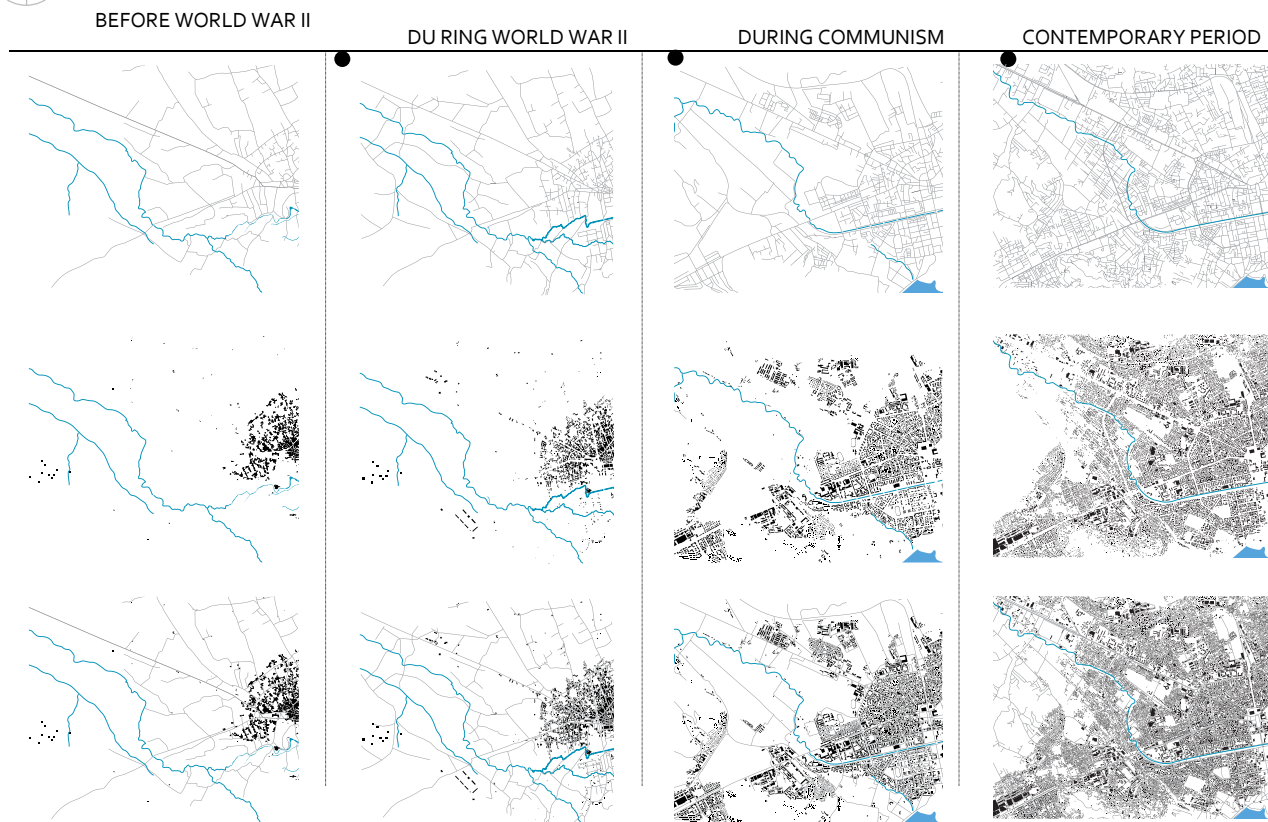 BEFORE WORLD WAR II
DU RING WORLD WAR II
DURING COMMUNISM
CONTEMPORARY PERIOD